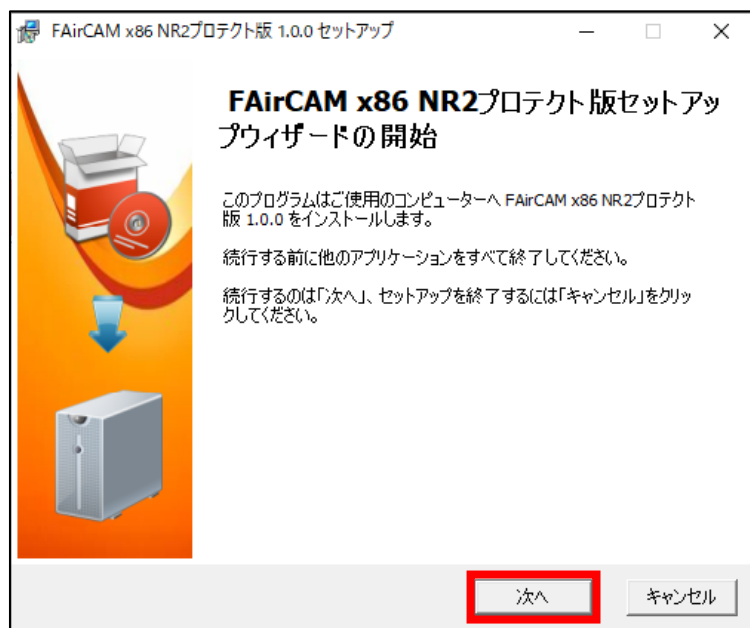 FAirCAM x86 NR2プロテクト版 1.0.0 セットアップ
FAirCAM x86 NR2プロテクト版セットアッ
プウィザードの開始
このプログラムはご使用のコンピューターへ FAirCAM x86 NR2プロテクト
版 1.0.0 をインストールします。
続行する前に他のアプリケーションをすべて終了してください。
続行するのは「次へ」、セットアップを終了するには「キャンセル」をクリッ
クしてください。
次へ
キャンセル